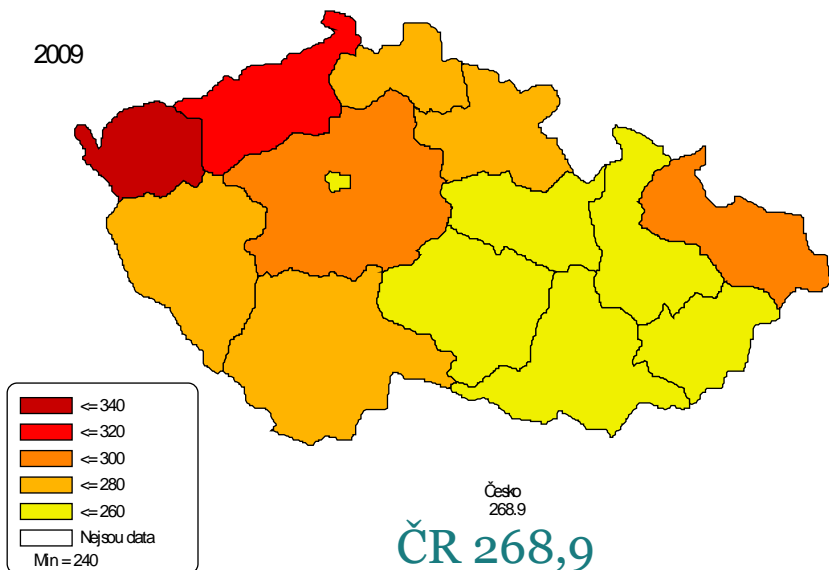 2009
<= 340
<= 320
<= 300
<= 280
<= 260
Nejsou data
Min = 240
Česko
268.9
ČR 268,9